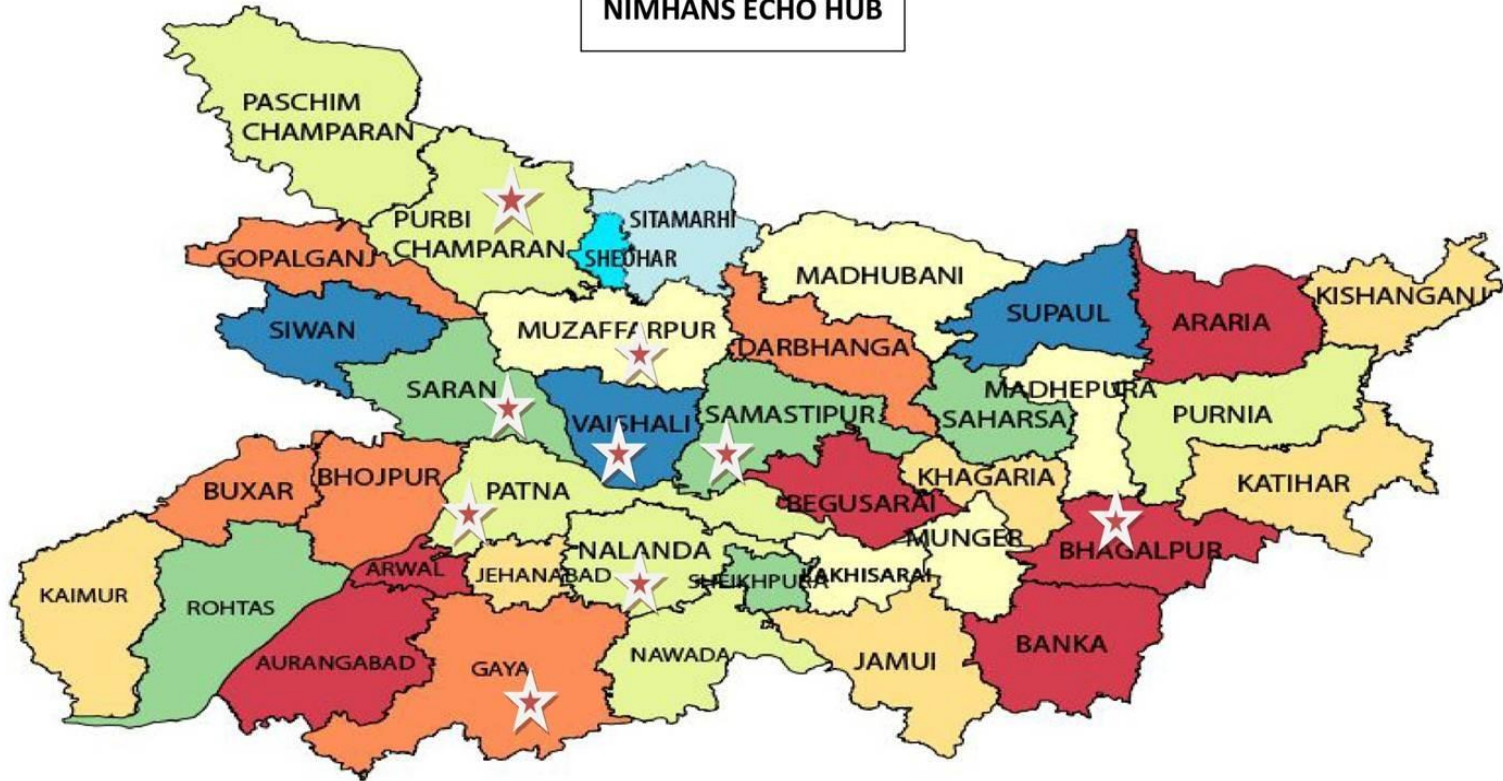 NIMHANS ECHO HUB
PASCHIM
CHAMPARAN
PURBI
CHAMPARAN
SITAMARHI
SHEOHAR
GOPALGANJ
MADHUBANI
SIWAN
MUZAFFARPUR
DARBHANGA
SUPAUL
ARARIA
KISHANGANJ
SARAN
VAISHALI
SAMASTIPUR
MADHEPURA
SAHARSA
PURNIA
BUXAR
BHOJPUR
PATNA
BEGUSARAI
KHAGARIA
KATIHAR
KAIMUR
ROHTAS
ARWAL
JEHANABAD
NALANDA
SHEIKHPURA
LAKHISARAI
MUNGER
BHAGALPUR
AURANGABAD
GAYA
NAWADA
JAMUI
BANKA